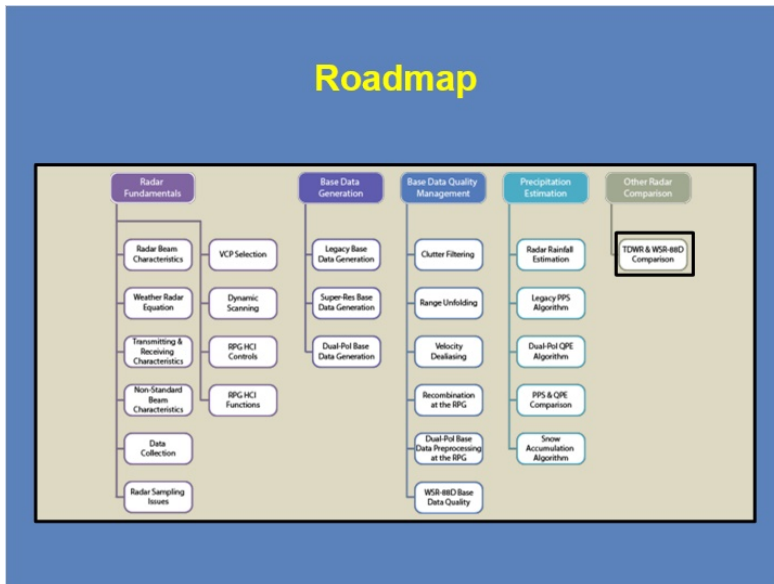 Roadmap
Radar
Fundamentals
Radar Beam
Characteristics
Weather Radar
Equation
Transmitting &
Receiving
Characteristics
Non-Standard
Beam
Characteristics
Data
Collection
Radar Sampling
Issues
VCP Selection
Dynamic
Scanning
RPG HCI
Controls
RPG HCI
Functions
Base Data
Generation
Legacy Base
Data Generation
Super-Res Base
Data Generation
Dual-Pol Base
Data Generation
Base Data Quality
Management
Clutter Filtering
Range Unfolding
Velocity
Dealiasing
Recombination
at the RPG
Dual-Pol Base
Data Preprocessing
at the RPG
WSR-88D Base
Data Quality
Precipitation
Estimation
Radar Rainfall
Estimation
Legacy PPS
Algorithm
Dual-Pol QPE
Algorithm
PPS & QPE
Comparison
Snow
Accumulation
Algorithm
Other Radar
Comparison
TDWR & WSR-88D
Comparison